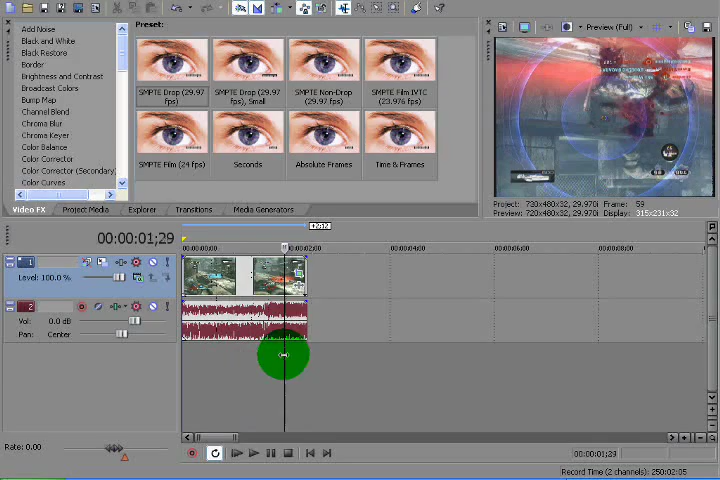 Add Noise
Black and White
Black Restore
Border
Brightness and Contrast
Broadcast Colors
Bump Map
Channel Blend
Chroma Blur
Chroma Keyer
Color Balance
Color Corrector
Color Corrector (Secondary)
Color Curves
Preset:
SMPTE Drop (29.97 fps)
SMPTE Drop (29.97 fps), Small
SMPTE Non-Drop (29.97 fps)
SMPTE Film IVTC (23.976 fps)
SMPTE Film (24 fps)
Seconds
Absolute Frames
Time & Frames
Video FX
Project Media
Explorer
Transitions
Media Generators
Preview (Full)
Project: 720x480x32, 29.970i Frame: 59
Preview: 720x480x32, 29.970i Display: 315x231x32
+2:12
00:00:01;29
00:00:00;00
00:00:02;00
00:00:04;00
00:00:06;00
00:00:08;00
1
Level: 100.0 %
2
Vol: 0.0 dB
Pan: Center
Rate: 0.00
00:00:01;29
Record Time (2 channels): 250:02:05